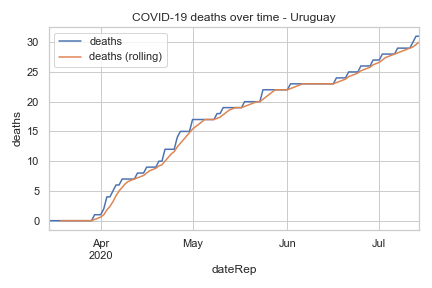 COVID-19 deaths over time - Uruguay
deaths
deaths (rolling)
30
25
20
15
10
5
0
deaths
Apr
2020
May
Jun
Jul
dateRep